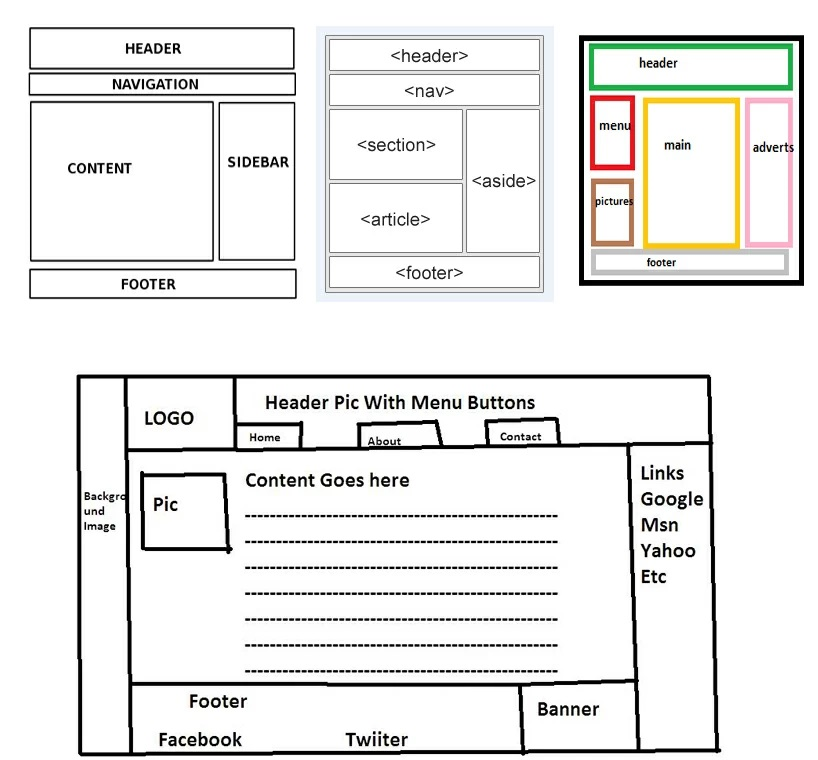 HEADER
NAVIGATION
CONTENT
SIDEBAR
FOOTER
<header>
<nav>
<section>
<aside>
<article>
<footer>
header
menu
main
adverts
pictures
footer
LOGO
Header Pic With Menu Buttons
Home
About
Contact
Backgro
und
Image
Pic
Content Goes here
Links
Google
Msn
Yahoo
Etc
Footer
Facebook
Twiiter
Banner